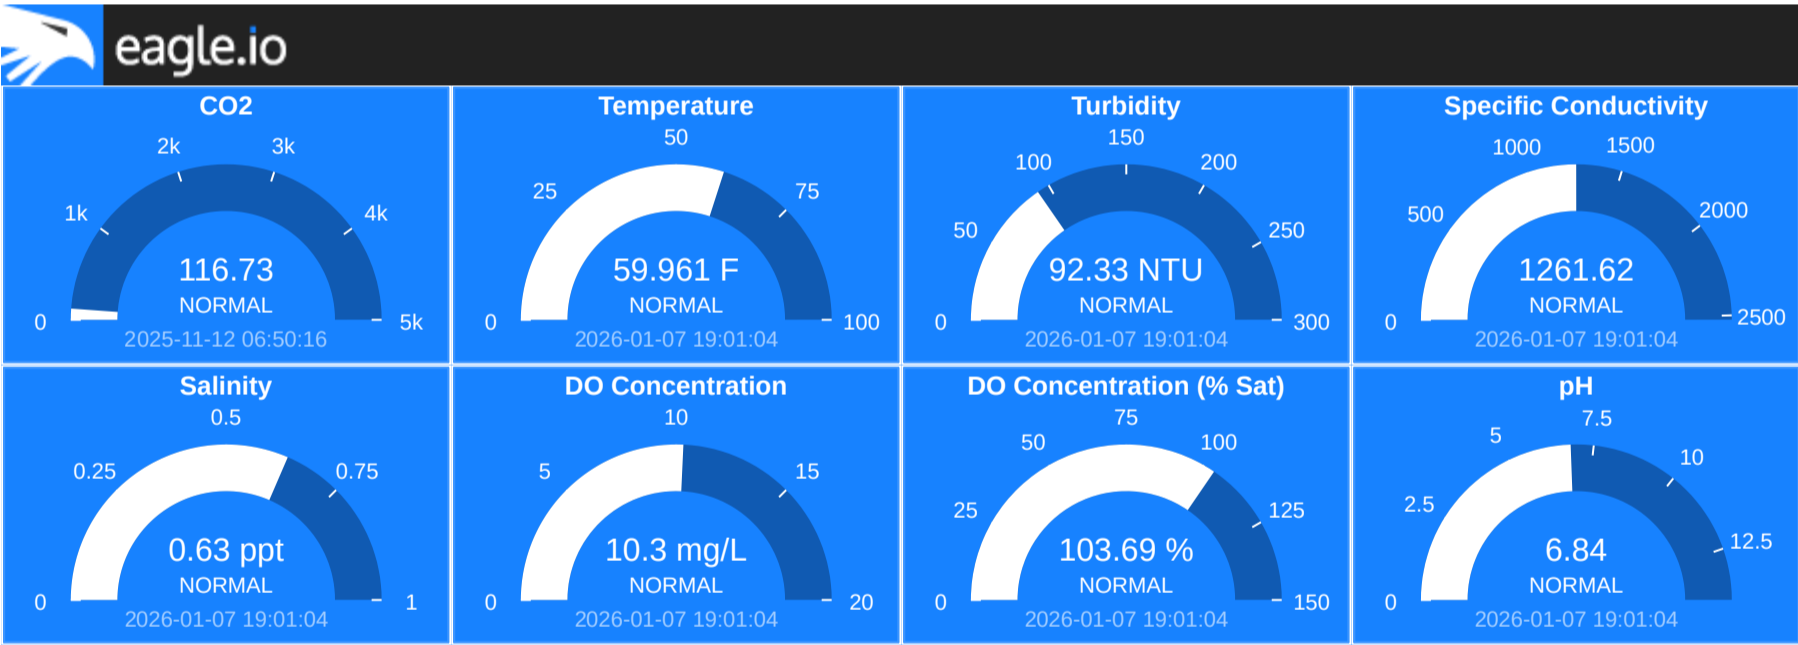 eagle.io
CO2
2k
3k
1k
4k
0
5k
116.73
NORMAL
2025-11-12 06:50:16
Temperature
50
25
75
0
100
59.961 F
NORMAL
2026-01-07 19:01:04
Turbidity
150
100
200
50
250
0
300
92.33 NTU
NORMAL
2026-01-07 19:01:04
Specific Conductivity
1000
1500
500
2000
0
2500
1261.62
NORMAL
2026-01-07 19:01:04
Salinity
0.5
0.25
0.75
0
1
0.63 ppt
NORMAL
2026-01-07 19:01:04
DO Concentration
10
5
15
0
20
10.3 mg/L
NORMAL
2026-01-07 19:01:04
DO Concentration (% Sat)
75
50
100
25
125
0
150
103.69 %
NORMAL
2026-01-07 19:01:04
pH
7.5
5
10
2.5
12.5
0
6.84
NORMAL
2026-01-07 19:01:04